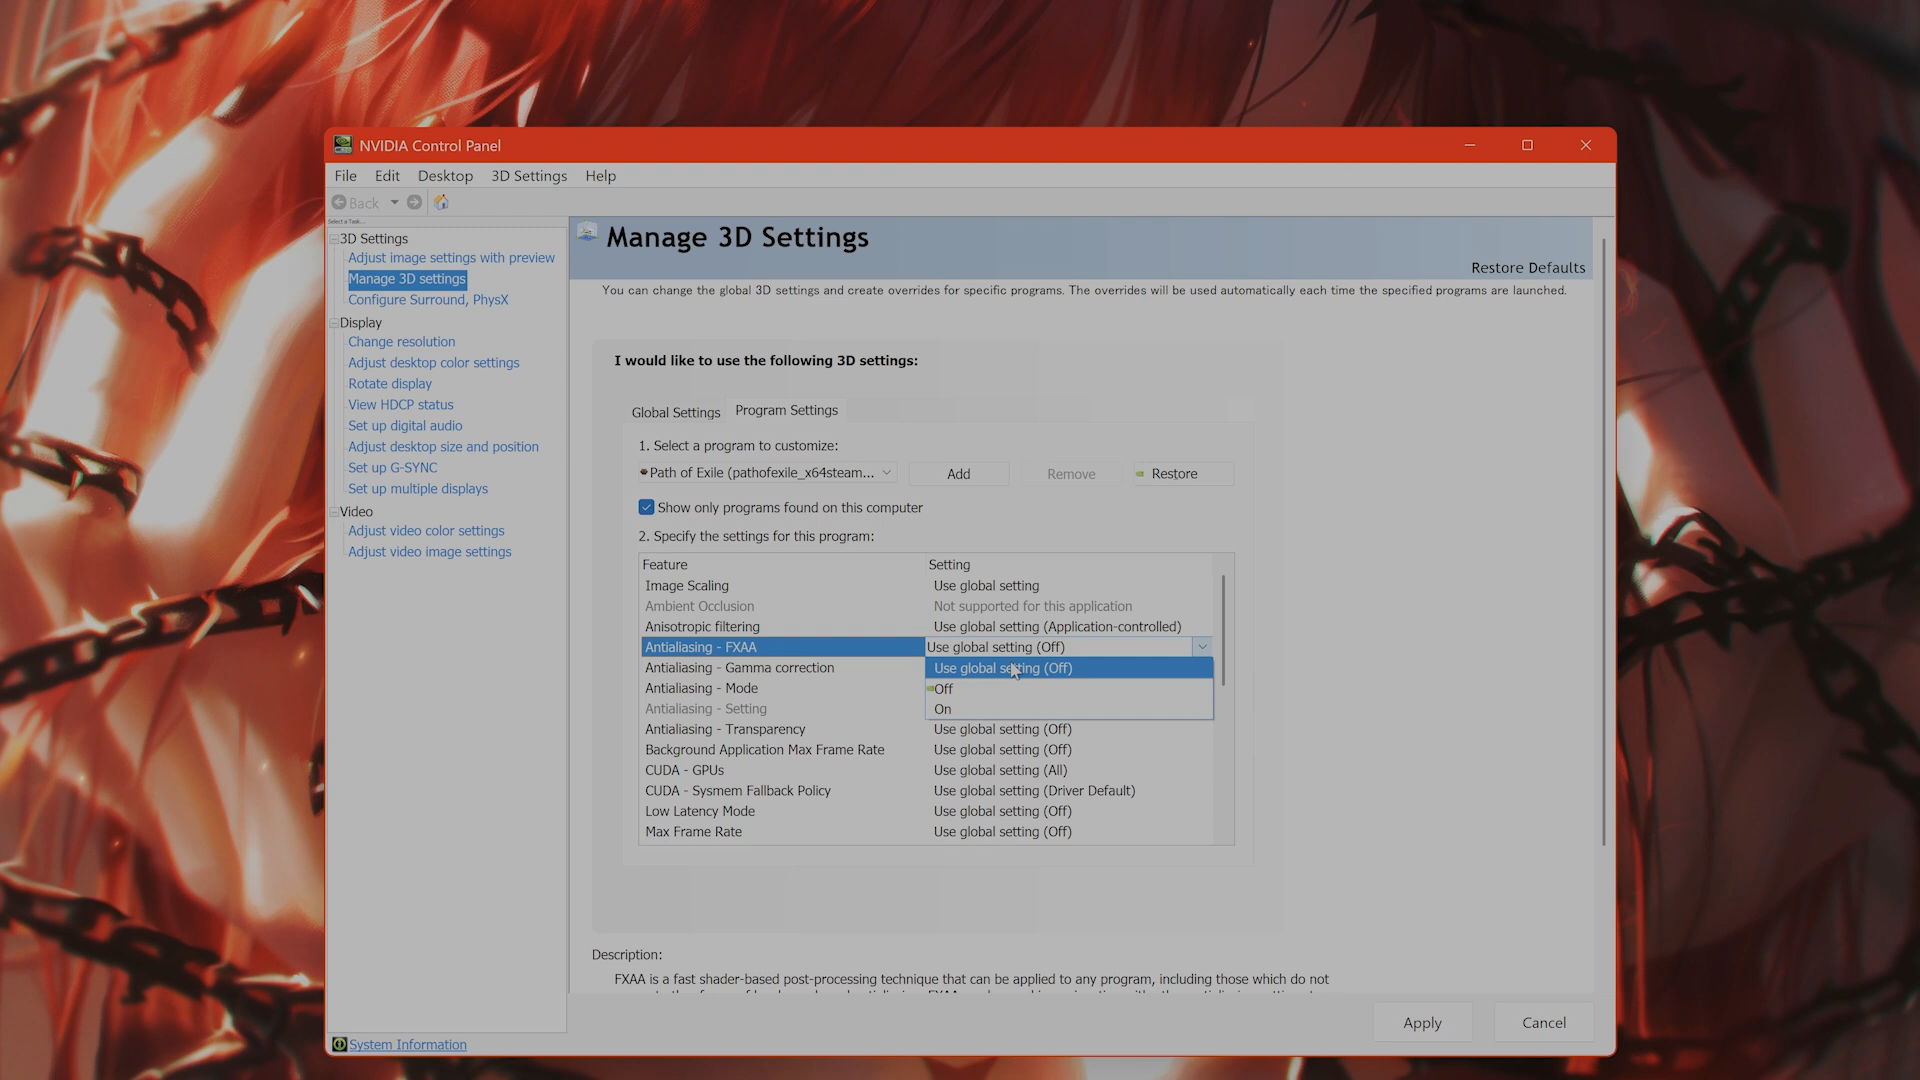 NVIDIA Control Panel
File Edit Desktop 3D Settings Help
Back
Select a Task...
3D Settings
Adjust image settings with preview
Manage 3D settings
Configure Surround, PhysX
Display
Change resolution
Adjust desktop color settings
Rotate display
View HDCP status
Set up digital audio
Adjust desktop size and position
Set up G-SYNC
Set up multiple displays
Video
Adjust video color settings
Adjust video image settings
System Information
Manage 3D Settings
Restore Defaults
You can change the global 3D settings and create overrides for specific programs. The overrides will be used automatically each time the specified programs are launched.
I would like to use the following 3D settings:
Global Settings Program Settings
1. Select a program to customize:
Path of Exile (pathofexile_x64steam... Add Remove Restore
Show only programs found on this computer
2. Specify the settings for this program:
Feature Setting
Image Scaling Use global setting
Ambient Occlusion Not supported for this application
Anisotropic filtering Use global setting (Application-controlled)
Antialiasing - FXAA Use global setting (Off)
Antialiasing - Gamma correction Use global setting (Off)
Antialiasing - Mode Off
Antialiasing - Setting On
Antialiasing - Transparency Use global setting (Off)
Background Application Max Frame Rate Use global setting (Off)
CUDA - GPUs Use global setting (All)
CUDA - Sysmem Fallback Policy Use global setting (Driver Default)
Low Latency Mode Use global setting (Off)
Max Frame Rate Use global setting (Off)
Description:
FXAA is a fast shader-based post-processing technique that can be applied to any program, including those which do not
Apply Cancel